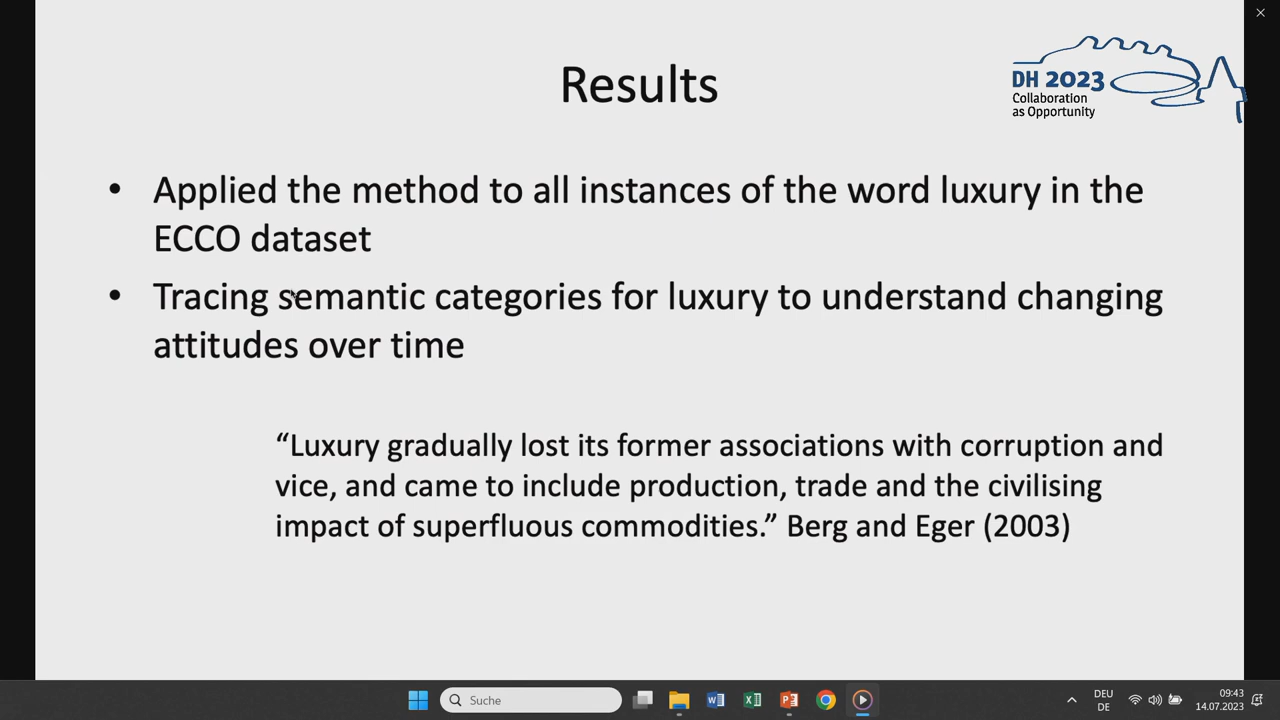 Results
DH 2023
Collaboration
as Opportunity
• Applied the method to all instances of the word luxury in the
ECCO dataset
• Tracing semantic categories for luxury to understand changing
attitudes over time
“Luxury gradually lost its former associations with corruption and
vice, and came to include production, trade and the civilising
impact of superfluous commodities.” Berg and Eger (2003)
Suche
DEU
DE
09:43
14.07.2023